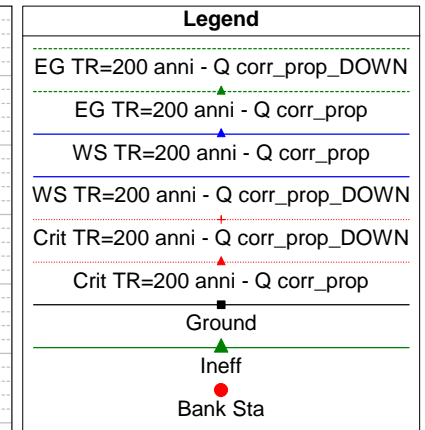 Legend
EG TR=200 anni - Q corr_prop_DOWN
EG TR=200 anni - Q corr_prop
WS TR=200 anni - Q corr_prop
WS TR=200 anni - Q corr_prop_DOWN
Crit TR=200 anni - Q corr_prop_DOWN
Crit TR=200 anni - Q corr_prop
Ground
Ineff
Bank Sta